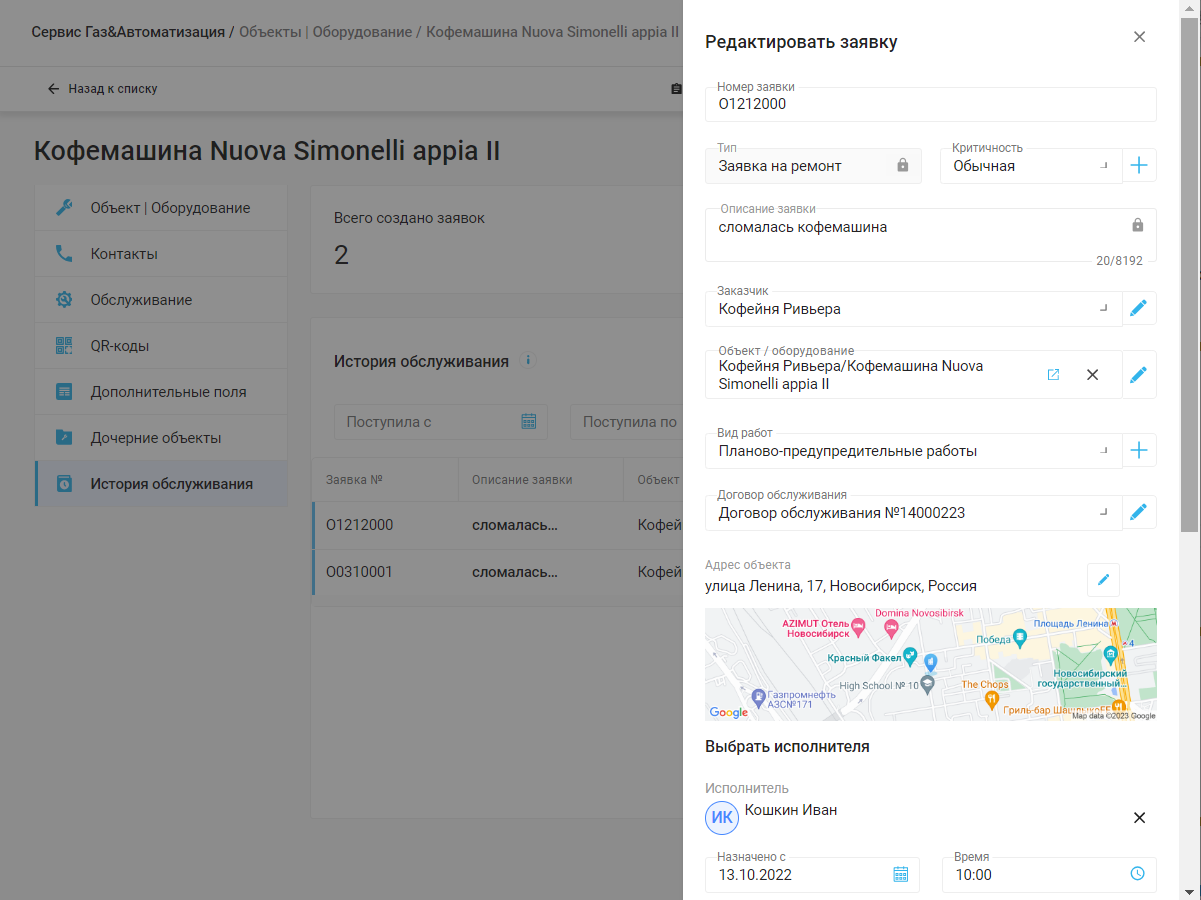 Сервис Газ&Автоматизация / Объекты | Оборудование / Кофемашина Nuova Simonelli appia II
Назад к списку
Кофемашина Nuova Simonelli appia II
Объект | Оборудование
Контакты
Обслуживание
QR-коды
Дополнительные поля
Дочерние объекты
История обслуживания
Всего создано заявок
2
История обслуживания
Поступила с
Поступила по
Заявка № Описание заявки Объект
О1212000 сломалась... Кофей
О0310001 сломалась... Кофей
Редактировать заявку
Номер заявки
О1212000
Тип
Заявка на ремонт
Критичность
Обычная
Описание заявки
сломалась кофемашина
20/8192
Заказчик
Кофейня Ривьера
Объект / оборудование
Кофейня Ривьера/Кофемашина Nuova
Simonelli appia II
Вид работ
Планово-предупредительные работы
Договор обслуживания
Договор обслуживания №14000223
Адрес объекта
улица Ленина, 17, Новосибирск, Россия
Domina Novosibirsk
AZIMUT Отель
Новосибирск
Площадь Ленина
Победа
4
Красный Факел
High School № 10
The Chops
Новосибирский
государственный...
Газпромнефть
АЗС№171
Гриль-бар Шашлыкоff
Google
Map data ©2023 Google
Выбрать исполнителя
Исполнитель
ИК
Кошкин Иван
Назначено с
13.10.2022
Время
10:00